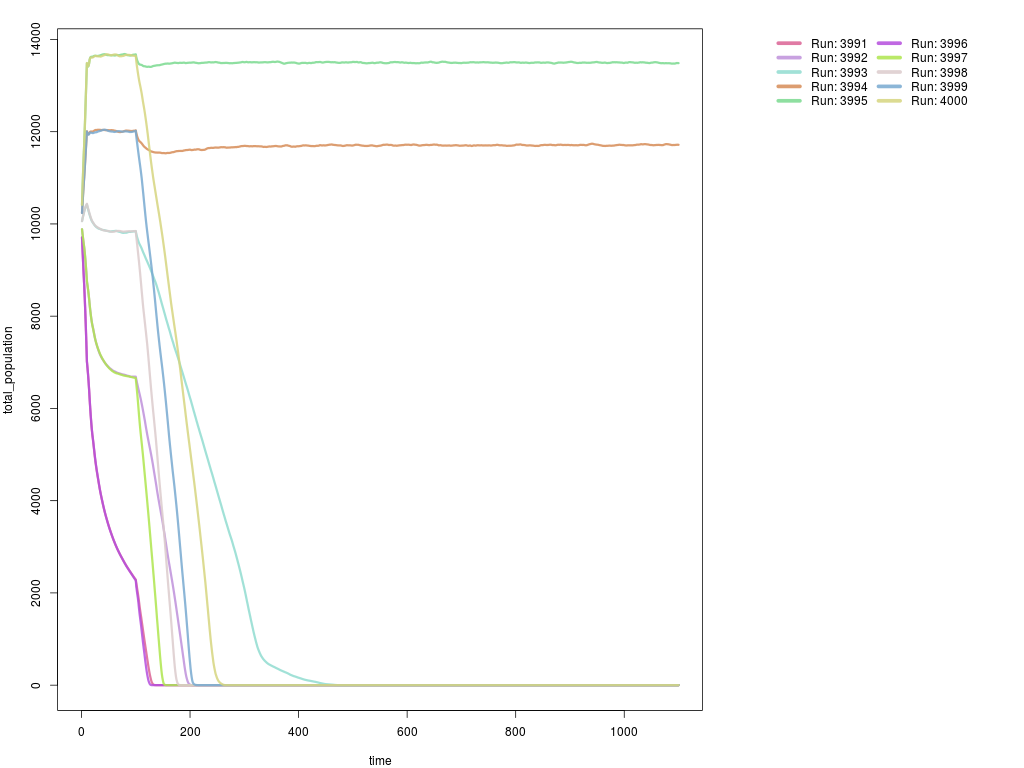 total_population
14000
12000
10000
8000
6000
4000
2000
0
0
200
400
600
800
1000
time
Run: 3991
Run: 3992
Run: 3993
Run: 3994
Run: 3995
Run: 3996
Run: 3997
Run: 3998
Run: 3999
Run: 4000